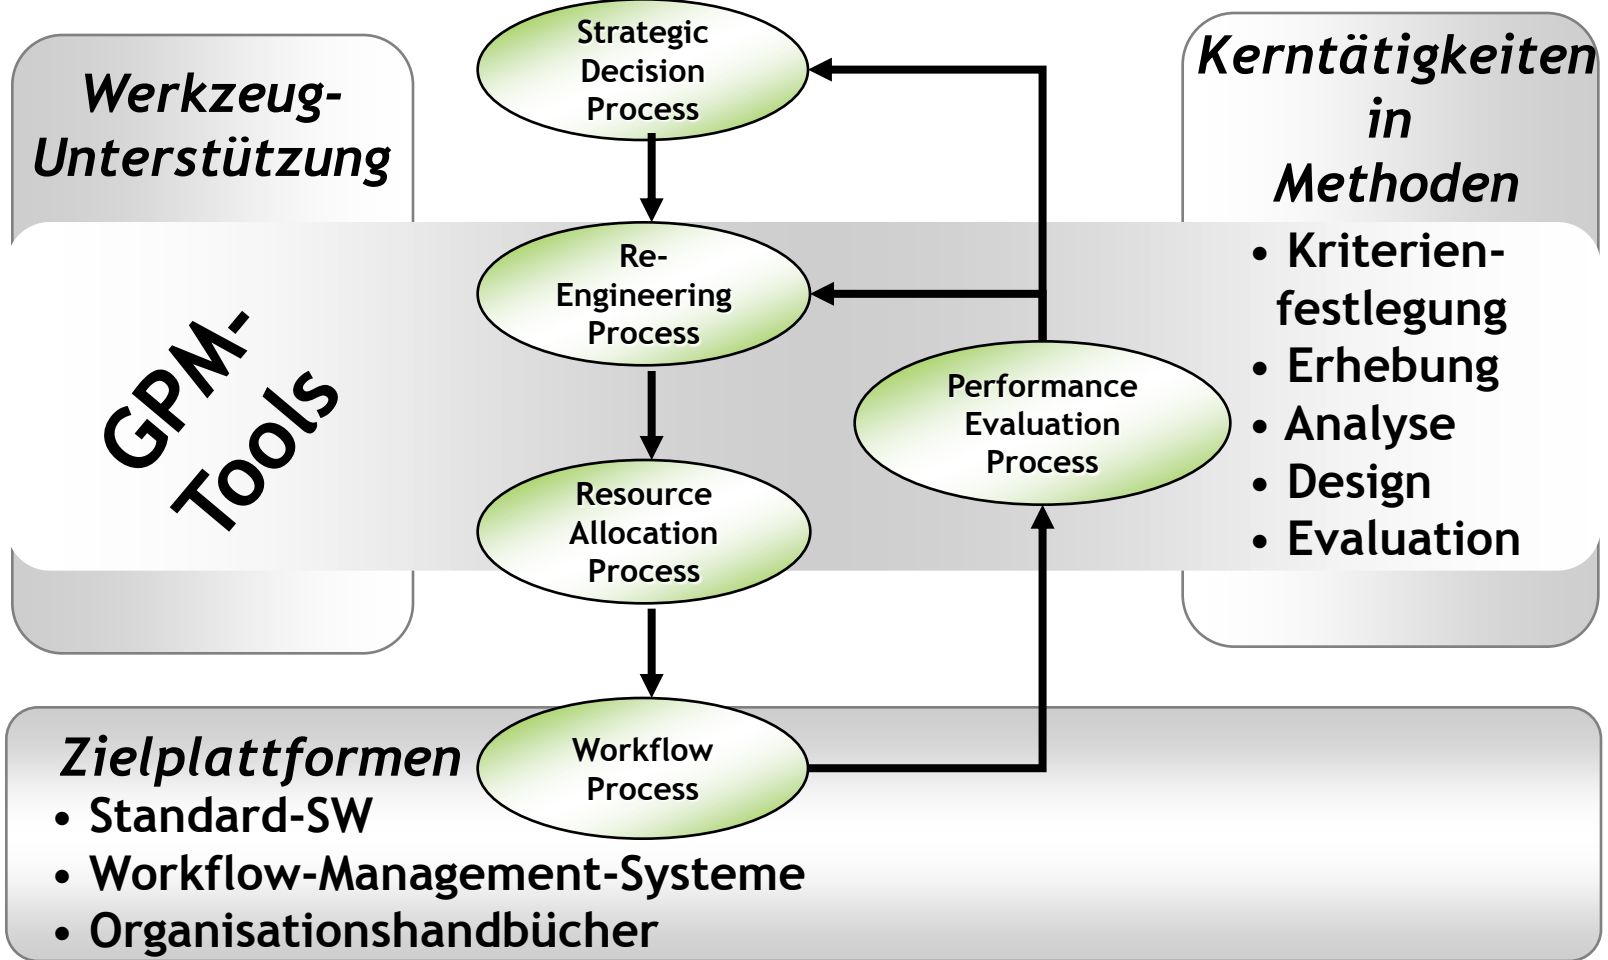 Werkzeug-
Unterstützung
GPM-
Tools
Strategic
Decision
Process
Re-
Engineering
Process
Resource
Allocation
Process
Workflow
Process
Performance
Evaluation
Process
Kerntätigkeiten
in
Methoden
• Kriterien-
festlegung
• Erhebung
• Analyse
• Design
• Evaluation
Zielplattformen
• Standard-SW
• Workflow-Management-Systeme
• Organisationshandbücher